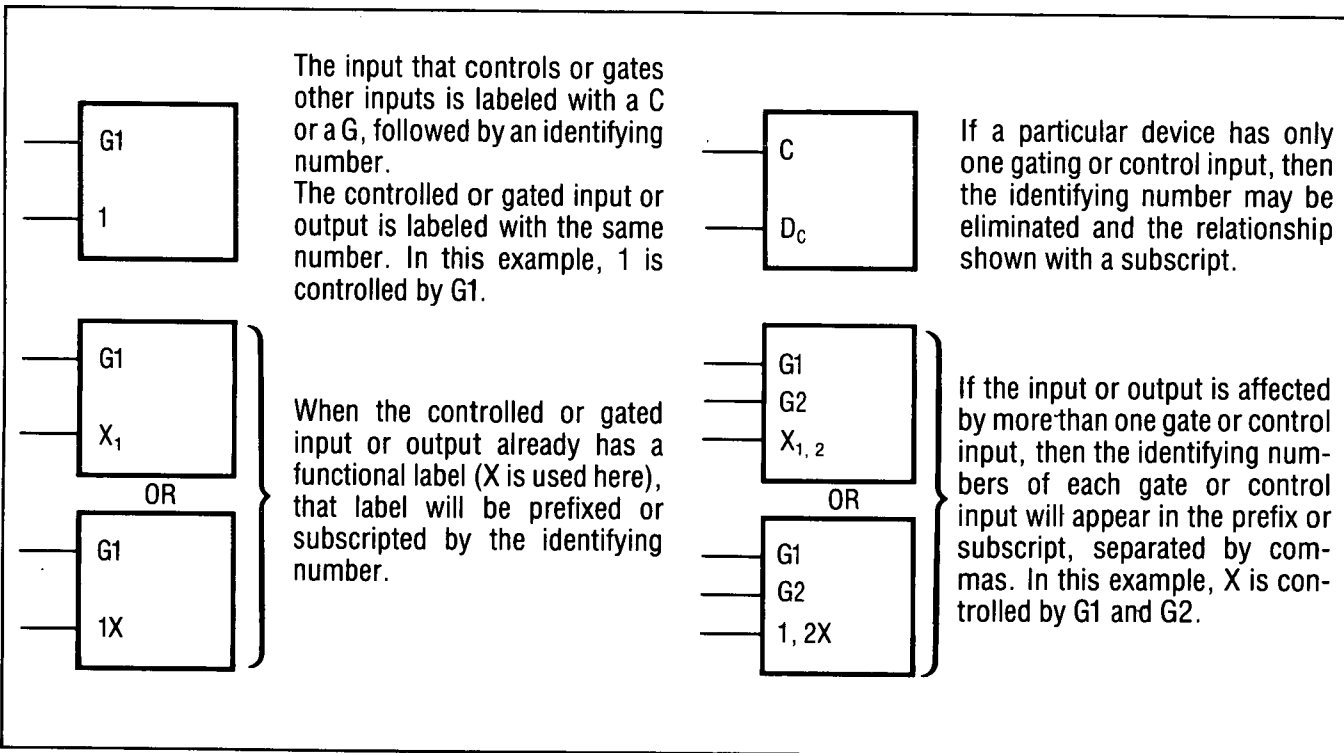 G1
1
The input that controls or gates
other inputs is labeled with a C
or a G, followed by an identifying
number.
The controlled or gated input or
output is labeled with the same
number. In this example, 1 is
controlled by G1.
G1
X₁
OR
G1
1X
When the controlled or gated
input or output already has a
functional label (X is used here),
that label will be prefixed or
subscripted by the identifying
number.
C
D_C
If a particular device has only
one gating or control input, then
the identifying number may be
eliminated and the relationship
shown with a subscript.
G1
G2
X₁, ₂
OR
G1
G2
1, 2X
If the input or output is affected
by more than one gate or control
input, then the identifying num-
bers of each gate or control
input will appear in the prefix or
subscript, separated by com-
mas. In this example, X is con-
trolled by G1 and G2.